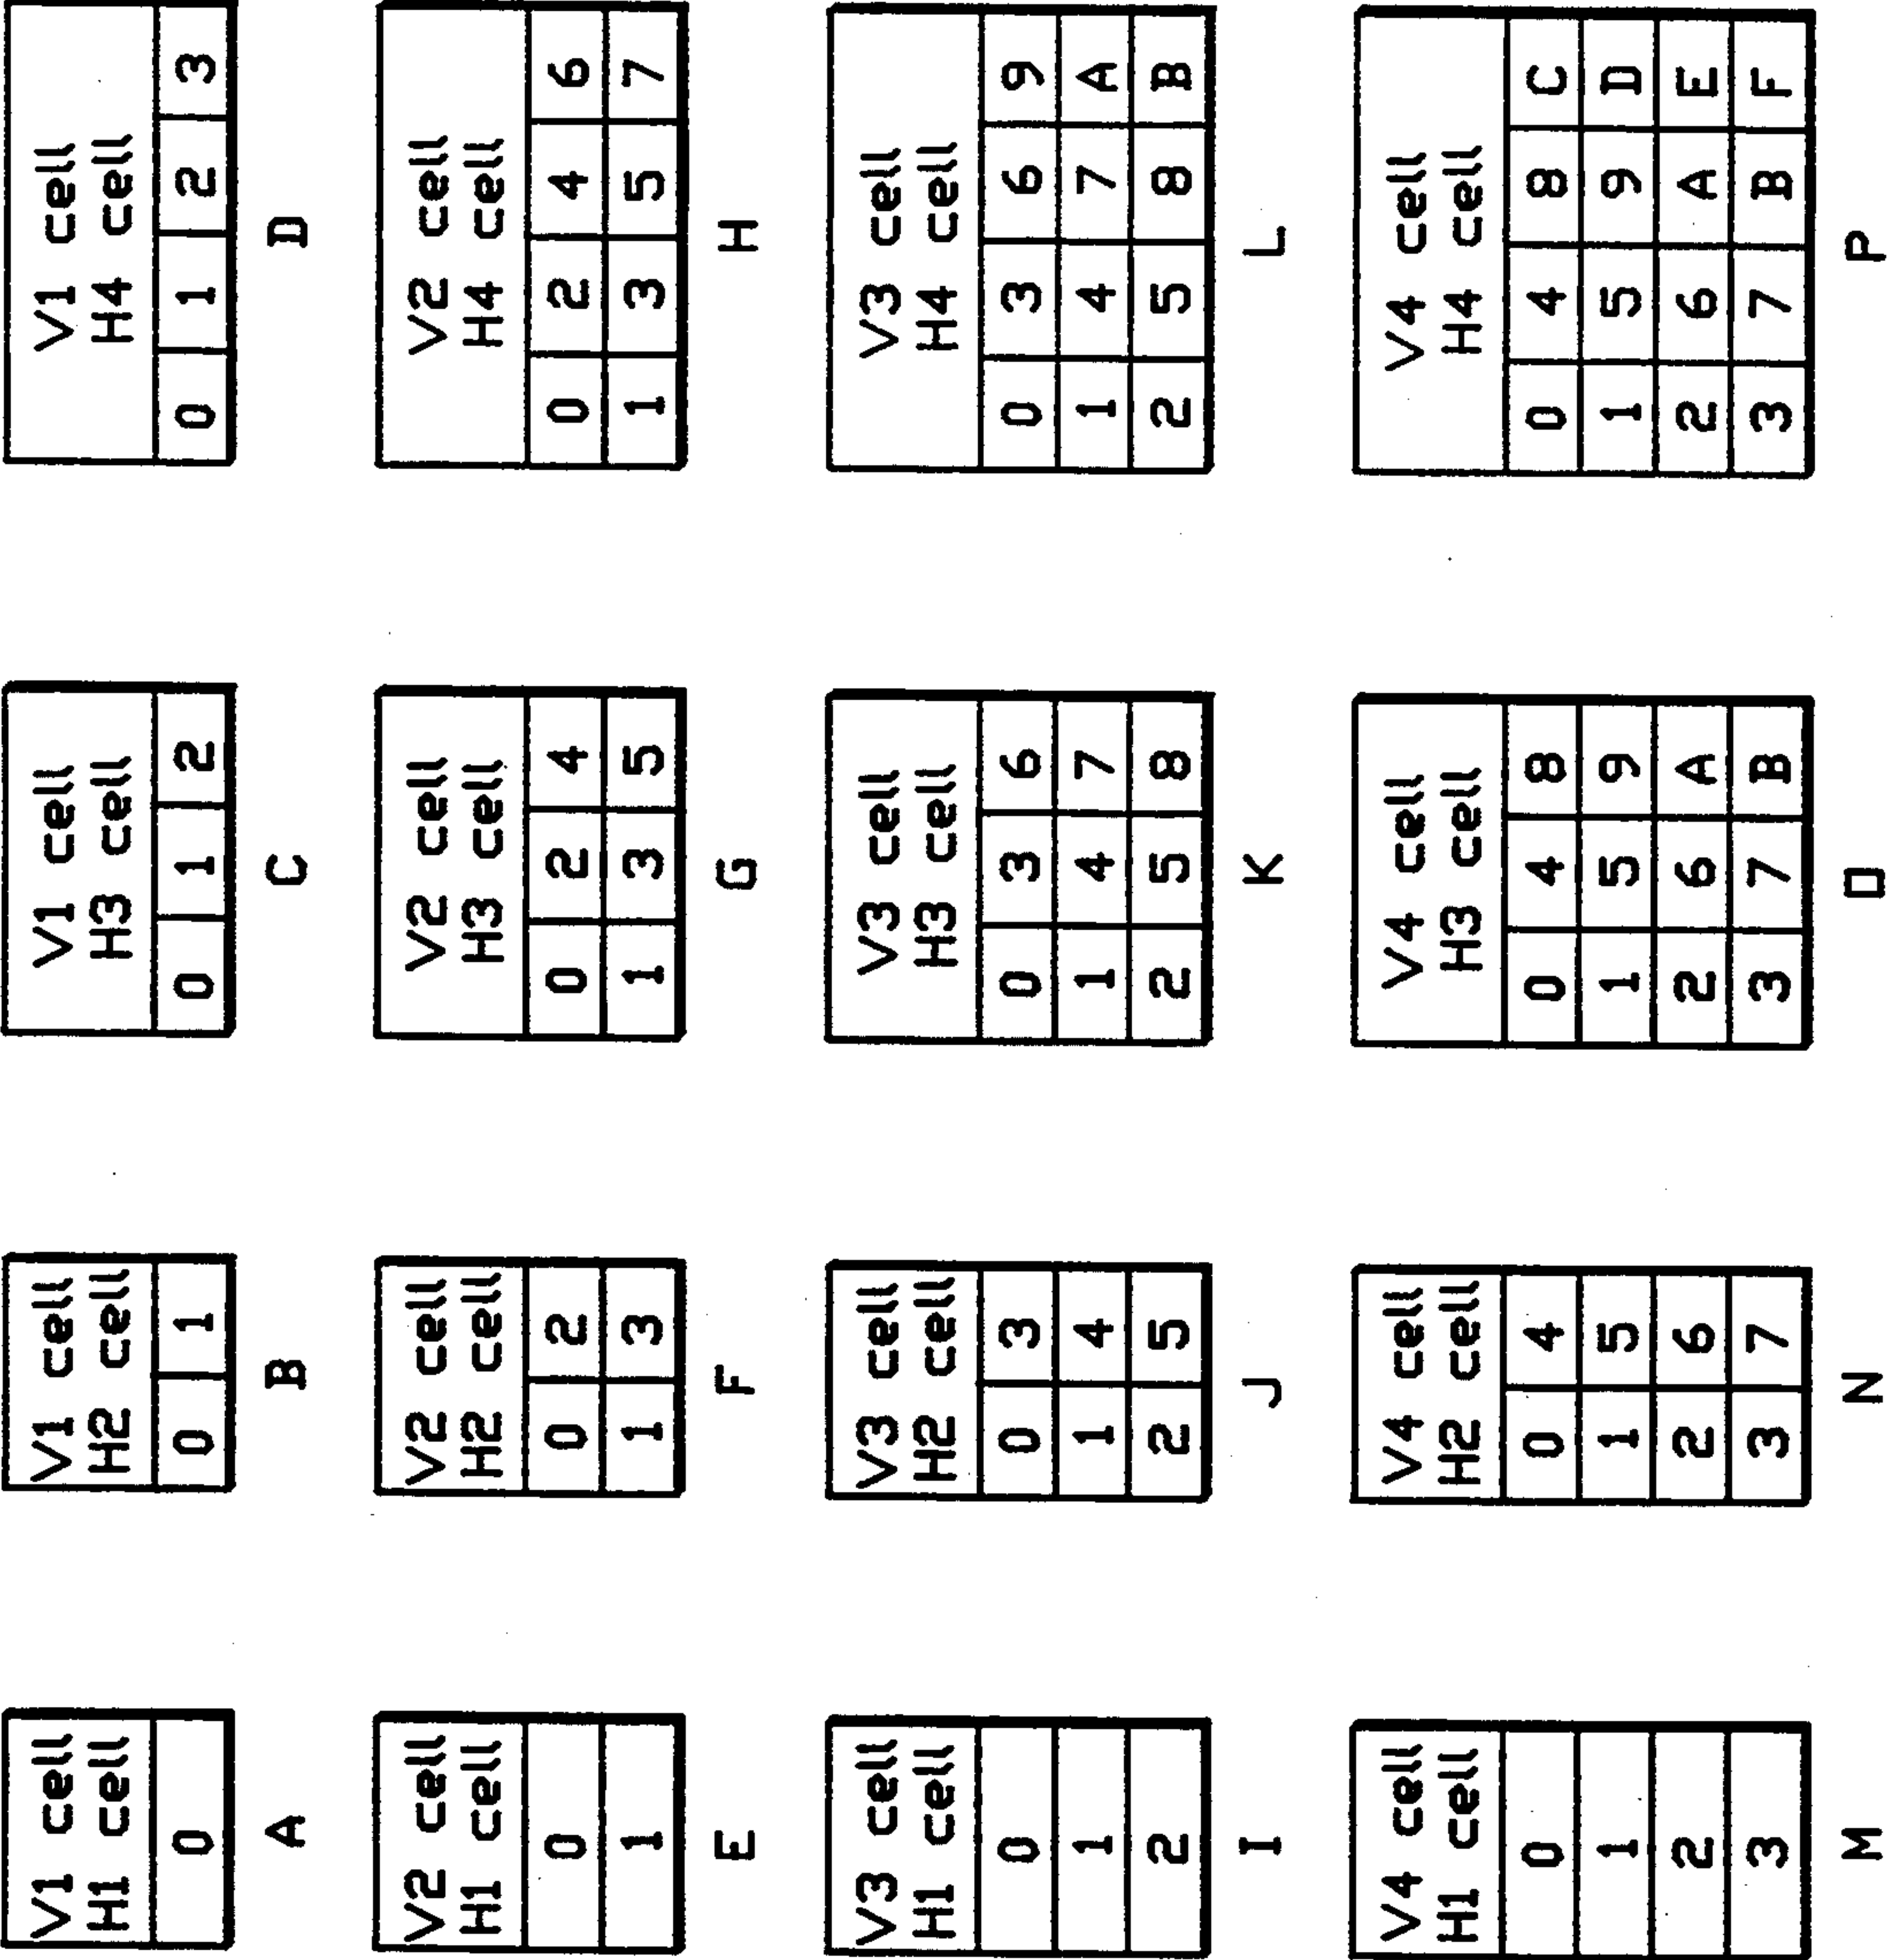 V1 cell
H1 cell
0
A
V1 cell
H2 cell
0 1
B
V1 cell
H3 cell
0 1 2
C
V1 cell
H4 cell
0 1 2 3
D
V2 cell
H1 cell
0
1
E
V2 cell
H2 cell
0 2
1 3
F
V2 cell
H3 cell
0 2 4
1 3 5
G
V2 cell
H4 cell
0 2 4 6
1 3 5 7
H
V3 cell
H1 cell
0
1
2
I
V3 cell
H2 cell
0 3
1 4
2 5
J
V3 cell
H3 cell
0 3 6
1 4 7
2 5 8
K
V3 cell
H4 cell
0 3 6 9
1 4 7 A
2 5 8 B
L
V4 cell
H1 cell
0
1
2
3
M
V4 cell
H2 cell
0 4
1 5
2 6
3 7
N
V4 cell
H3 cell
0 4 8
1 5 9
2 6 A
3 7 B
O
V4 cell
H4 cell
0 4 8 C
1 5 9 D
2 6 A E
3 7 B F
P